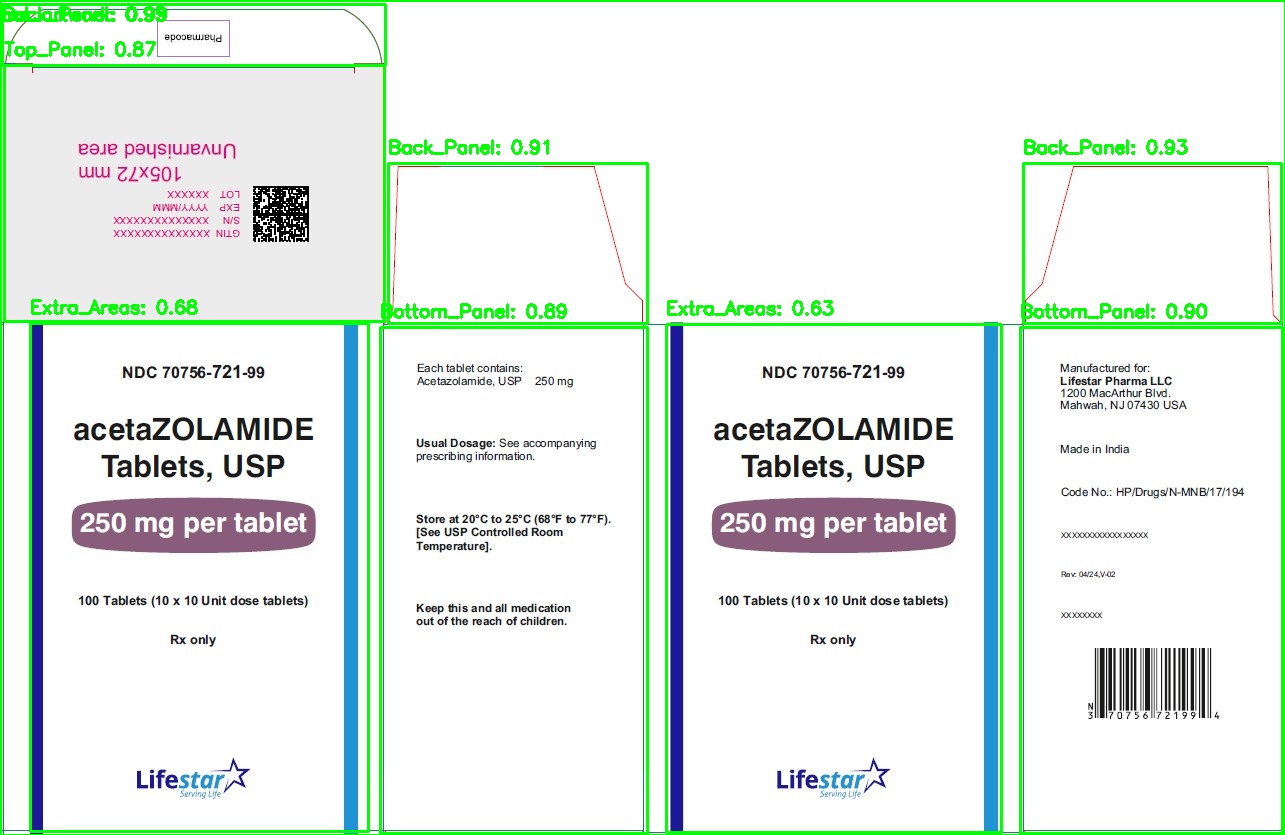 Top_Panel: 0.87
Pharmacode
Unvarnished area
105x72 mm
LOT XXXXXX
EXP YYYY/MMM
S/N XXXXXXXXXXXXXXX
GTIN XXXXXXXXXXXXXXX
Back_Panel: 0.91
Back_Panel: 0.93
Extra_Areas: 0.68
NDC 70756-721-99
acetaZOLAMIDE
Tablets, USP
250 mg per tablet
100 Tablets (10 x 10 Unit dose tablets)
Rx only
Lifestar
Serving Life
Bottom_Panel: 0.89
Each tablet contains:
Acetazolamide, USP 250 mg
Usual Dosage: See accompanying
prescribing information.
Store at 20°C to 25°C (68°F to 77°F).
[See USP Controlled Room
Temperature].
Keep this and all medication
out of the reach of children.
Extra_Areas: 0.63
NDC 70756-721-99
acetaZOLAMIDE
Tablets, USP
250 mg per tablet
100 Tablets (10 x 10 Unit dose tablets)
Rx only
Lifestar
Serving Life
Bottom_Panel: 0.90
Manufactured for:
Lifestar Pharma LLC
1200 MacArthur Blvd.
Mahwah, NJ 07430 USA
Made in India
Code No.: HP/Drugs/N-MNB/17/194
XXXXXXXXXXXXXXXX
Rev: 04/24,V-02
XXXXXXXX
N
3 70756 72199 4